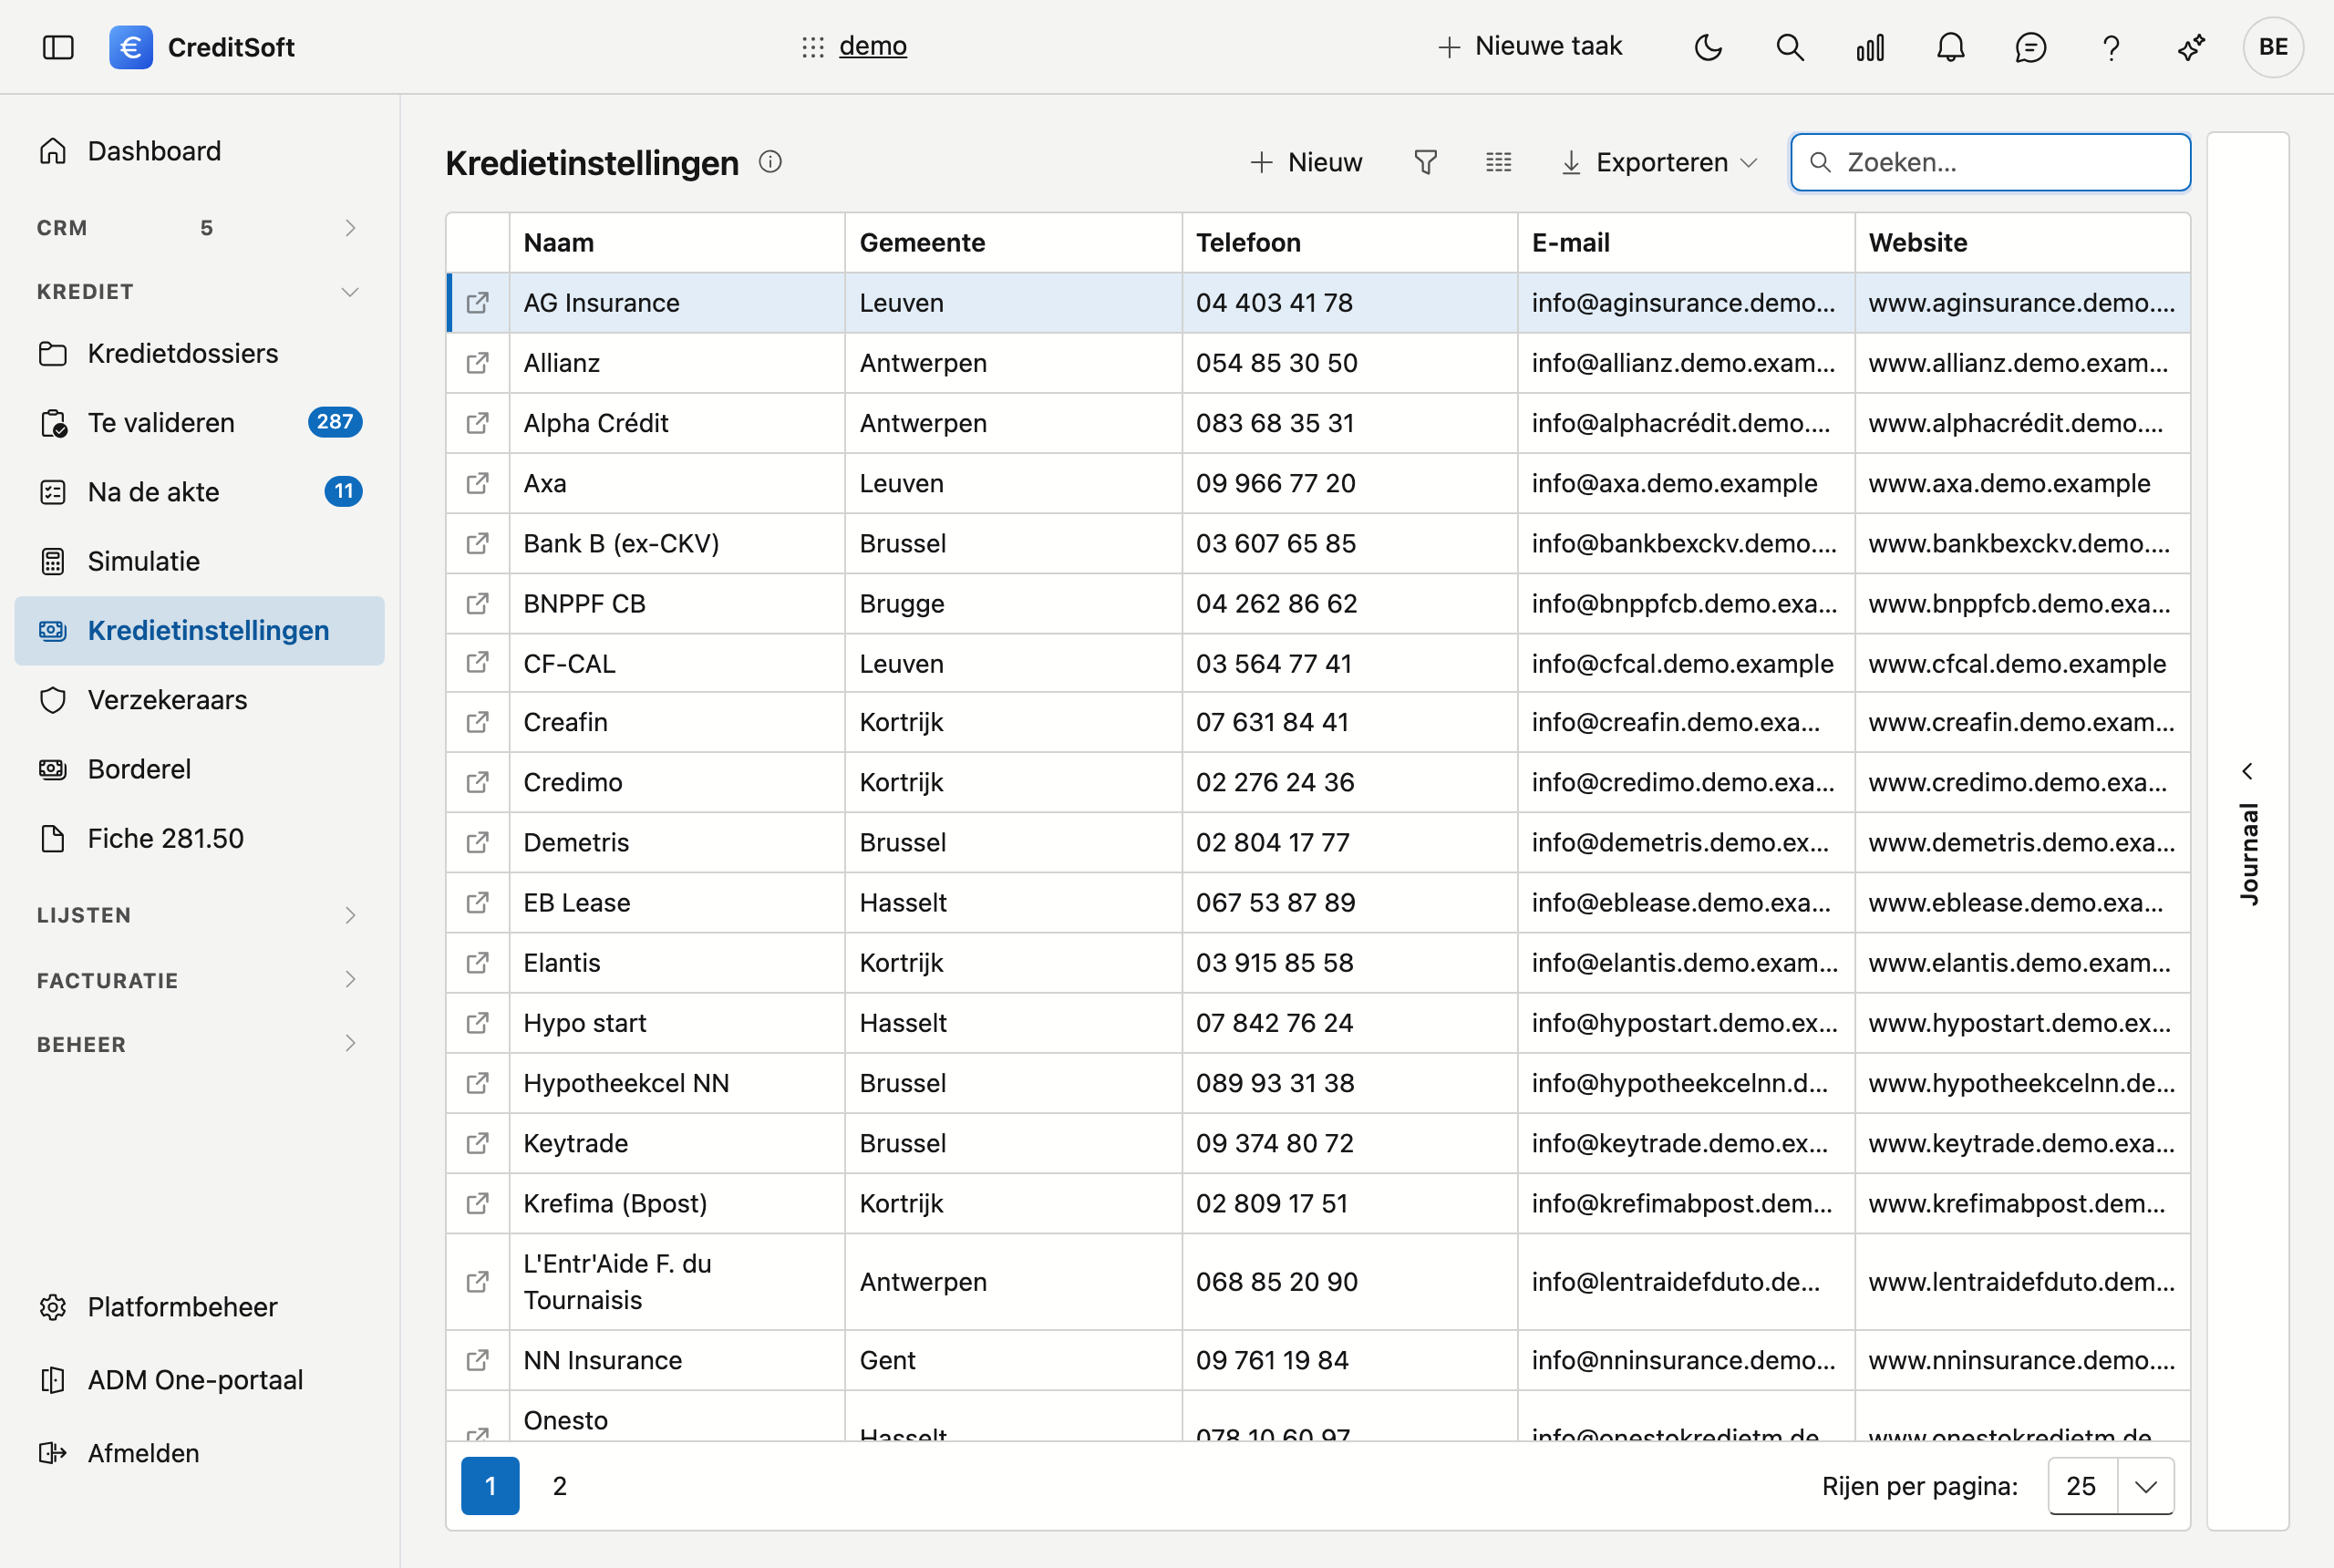 CreditSoft
demo
Nieuwe taak
BE
Dashboard
CRM 5
KREDIET
Kredietdossiers
Te valideren 287
Na de akte 11
Simulatie
Kredietinstellingen
Verzekeraars
Borderel
Fiche 281.50
LIJSTEN
FACTURATIE
BEHEER
Platformbeheer
ADM One-portaal
Afmelden
Kredietinstellingen
Nieuw
Exporteren
Zoeken...
Naam Gemeente Telefoon E-mail Website
AG Insurance Leuven 04 403 41 78 info@aginsurance.demo... www.aginsurance.demo....
Allianz Antwerpen 054 85 30 50 info@allianz.demo.exam... www.allianz.demo.exam...
Alpha Crédit Antwerpen 083 68 35 31 info@alphacrédit.demo.... www.alphacrédit.demo....
Axa Leuven 09 966 77 20 info@axa.demo.example www.axa.demo.example
Bank B (ex-CKV) Brussel 03 607 65 85 info@bankbexckv.demo.... www.bankbexckv.demo....
BNPPF CB Brugge 04 262 86 62 info@bnppfcb.demo.exa... www.bnppfcb.demo.exa...
CF-CAL Leuven 03 564 77 41 info@cfcal.demo.example www.cfcal.demo.example
Creafin Kortrijk 07 631 84 41 info@creafin.demo.exa... www.creafin.demo.exam...
Credimo Kortrijk 02 276 24 36 info@credimo.demo.exa... www.credimo.demo.exa...
Demetris Brussel 02 804 17 77 info@demetris.demo.ex... www.demetris.demo.exa...
EB Lease Hasselt 067 53 87 89 info@eblease.demo.exa... www.eblease.demo.exa...
Elantis Kortrijk 03 915 85 58 info@elantis.demo.exam... www.elantis.demo.exam...
Hypo start Hasselt 07 842 76 24 info@hypostart.demo.ex... www.hypostart.demo.ex...
Hypotheekcel NN Brussel 089 93 31 38 info@hypotheekcelnn.d... www.hypotheekcelnn.de...
Keytrade Brussel 09 374 80 72 info@keytrade.demo.ex... www.keytrade.demo.exa...
Krefima (Bpost) Kortrijk 02 809 17 51 info@krefimabpost.dem... www.krefimabpost.dem...
L'Entr'Aide F. du
Tournaisis Antwerpen 068 85 20 90 info@lentraidefduto.de... www.lentraidefduto.dem...
NN Insurance Gent 09 761 19 84 info@nninsurance.demo... www.nninsurance.demo....
Onesto
Hasselt 078 10 60 97 info@onestokredietm.de... www.onestokredietm.de...
1 2
Rijen per pagina: 25
Journaal